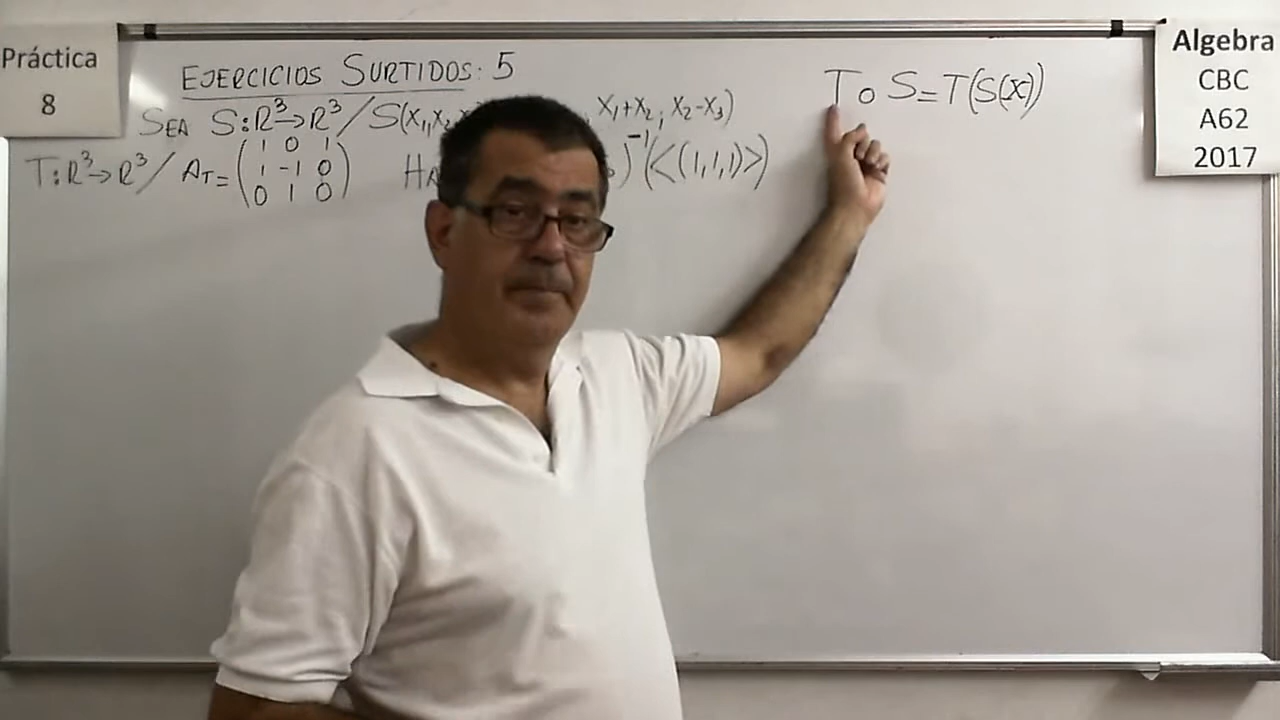 Práctica
8
EJERCICIOS SURTIDOS: 5
SEA S: R³→R³ / S(X₁,X₂ X₁+X₂, X₂-X₃)
T: R³→R³ / A_T = (1 0 1
1 -1 0
0 1 0)
)⁻¹(<(1,1,1)>)
T o S = T(S(X))
Algebra
CBC
A62
2017